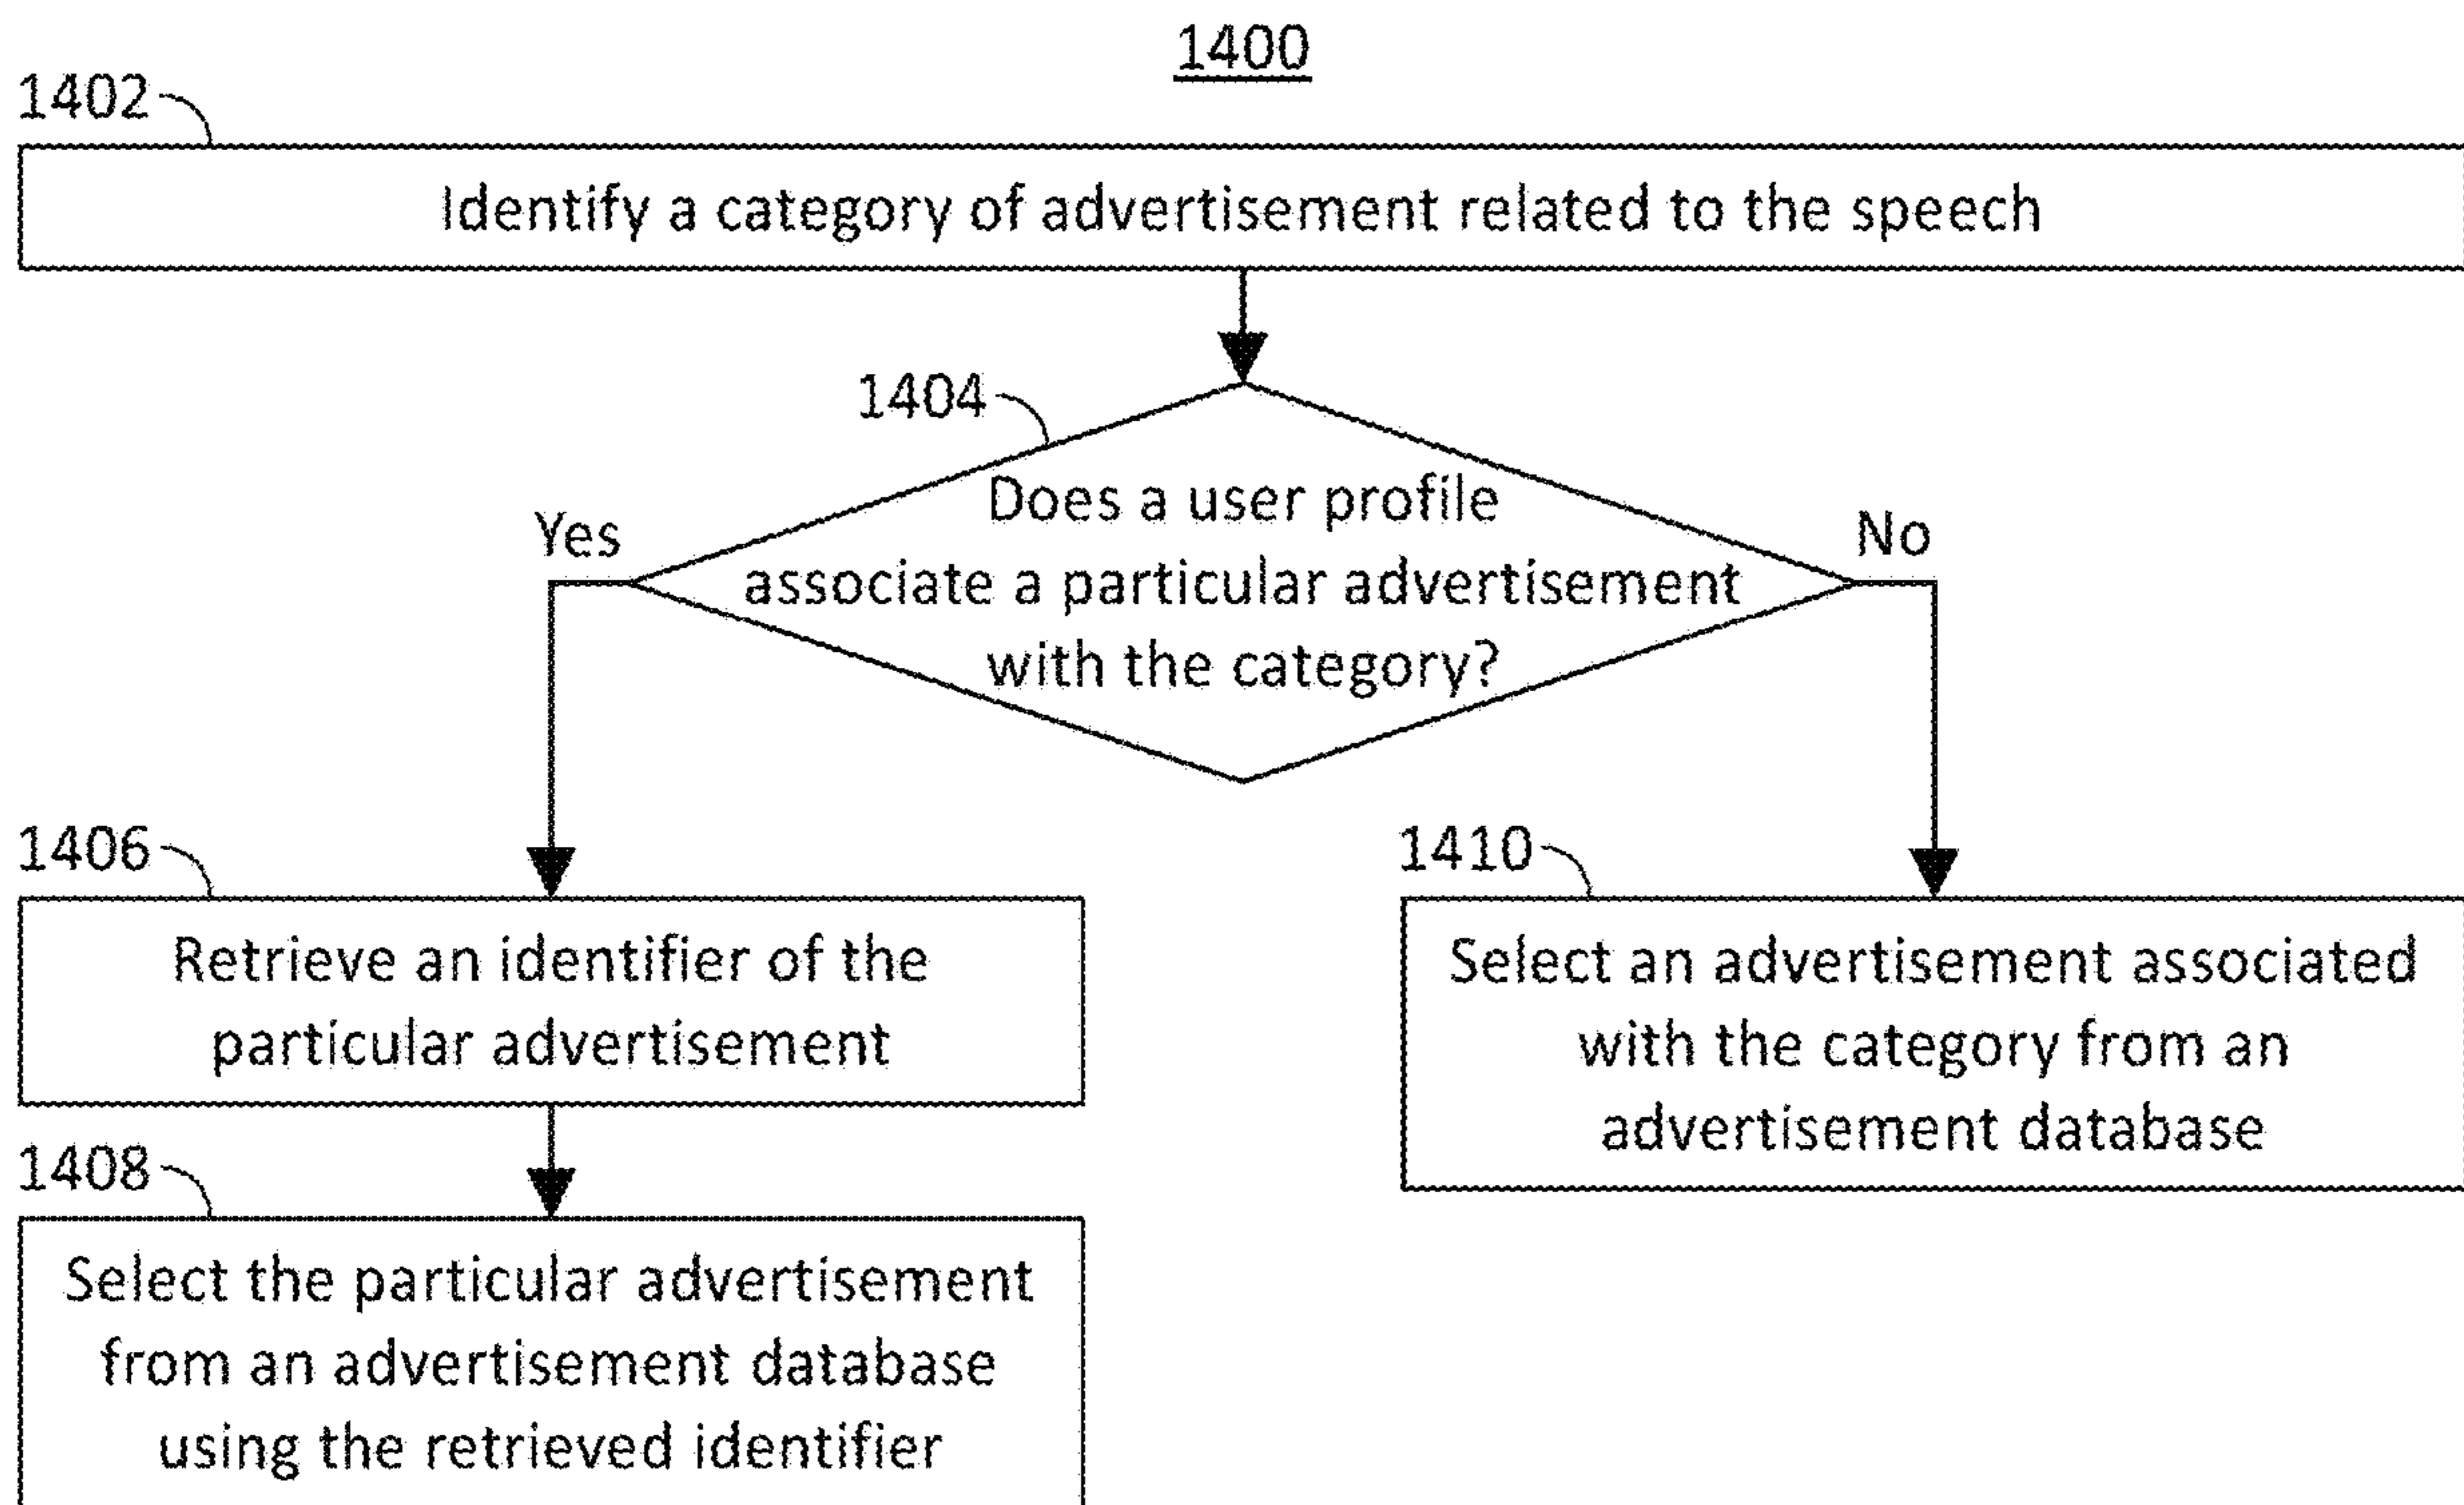 1400
1402
Identify a category of advertisement related to the speech
1404
Does a user profile
associate a particular advertisement
with the category?
Yes
No
1406
Retrieve an identifier of the
particular advertisement
1408
Select the particular advertisement
from an advertisement database
using the retrieved identifier
1410
Select an advertisement associated
with the category from an
advertisement database